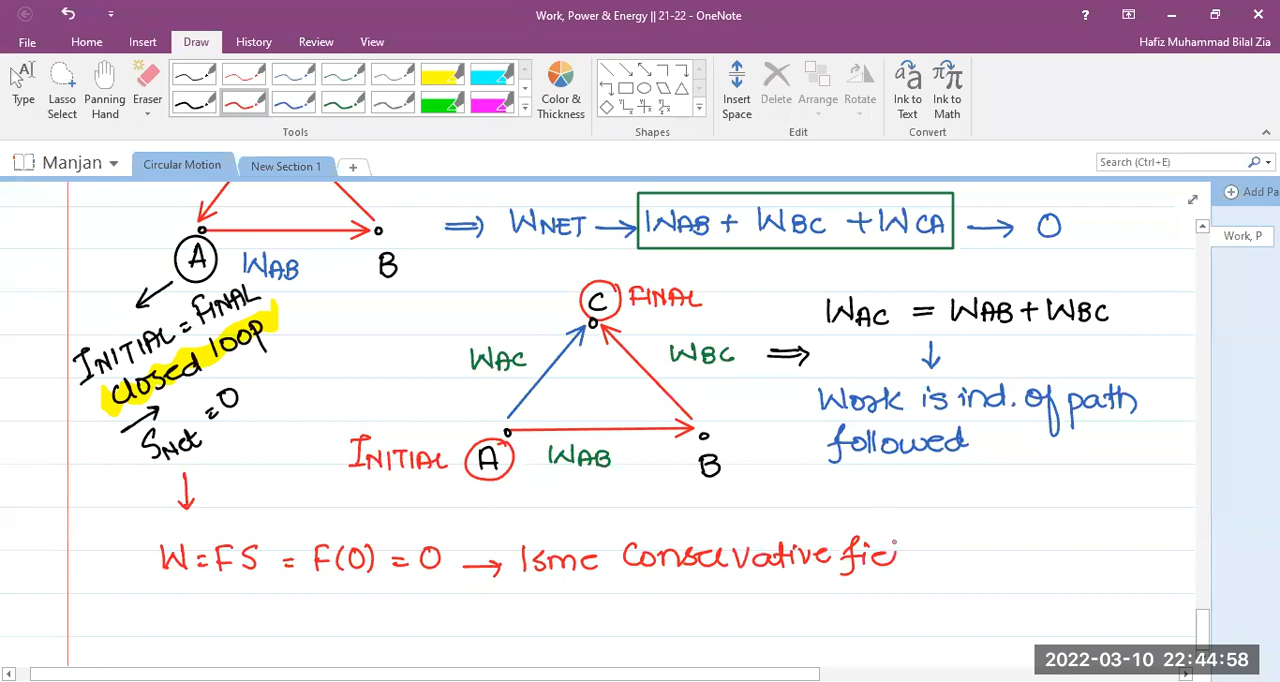 Work, Power & Energy || 21-22 - OneNote
File Home Insert Draw History Review View
Hafiz Muhammad Bilal Zia
Type
Lasso Select
Panning Hand
Eraser
Color & Thickness
Insert Space
Delete
Arrange
Rotate
Ink to Text
Ink to Math
Tools
Shapes
Edit
Convert
Manjan
Circular Motion
New Section 1
Search (Ctrl+E)
Add Pa
Work, P
⇒ WNET → WAB + WBC + WCA → 0
A WAB B
INITIAL = FINAL
closed loop
SNet = 0
C FINAL
WAC
WBC
INITIAL A WAB B
⇒ WAC = WAB + WBC
↓
Work is ind. of path
followed
↓
W = FS = F(0) = 0 → Isme Conservative fie
2022-03-10 22:44:58